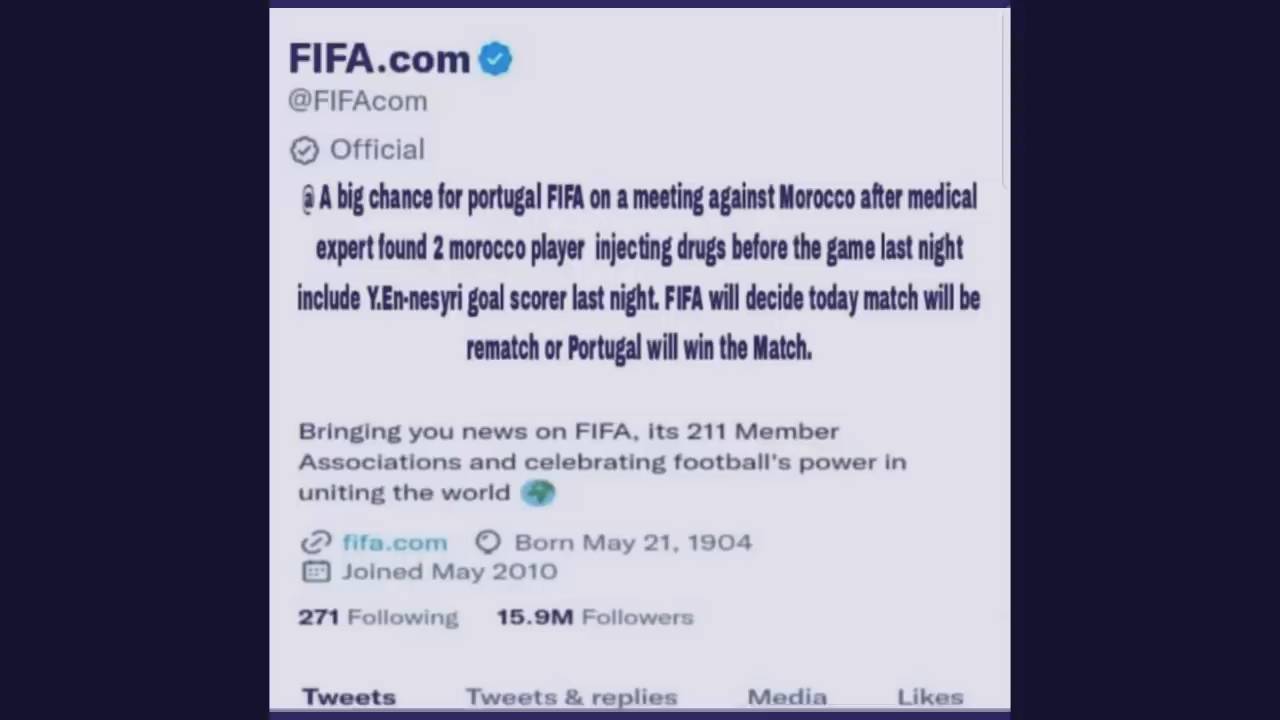 FIFA.com
@FIFAcom
Official
@ A big chance for portugal FIFA on a meeting against Morocco after medical
expert found 2 morocco player injecting drugs before the game last night
include Y.En-nesyri goal scorer last night. FIFA will decide today match will be
rematch or Portugal will win the Match.
Bringing you news on FIFA, its 211 Member
Associations and celebrating football's power in
uniting the world 🌍
fifa.com Born May 21, 1904
Joined May 2010
271 Following 15.9M Followers
Tweets Tweets & replies Media Likes